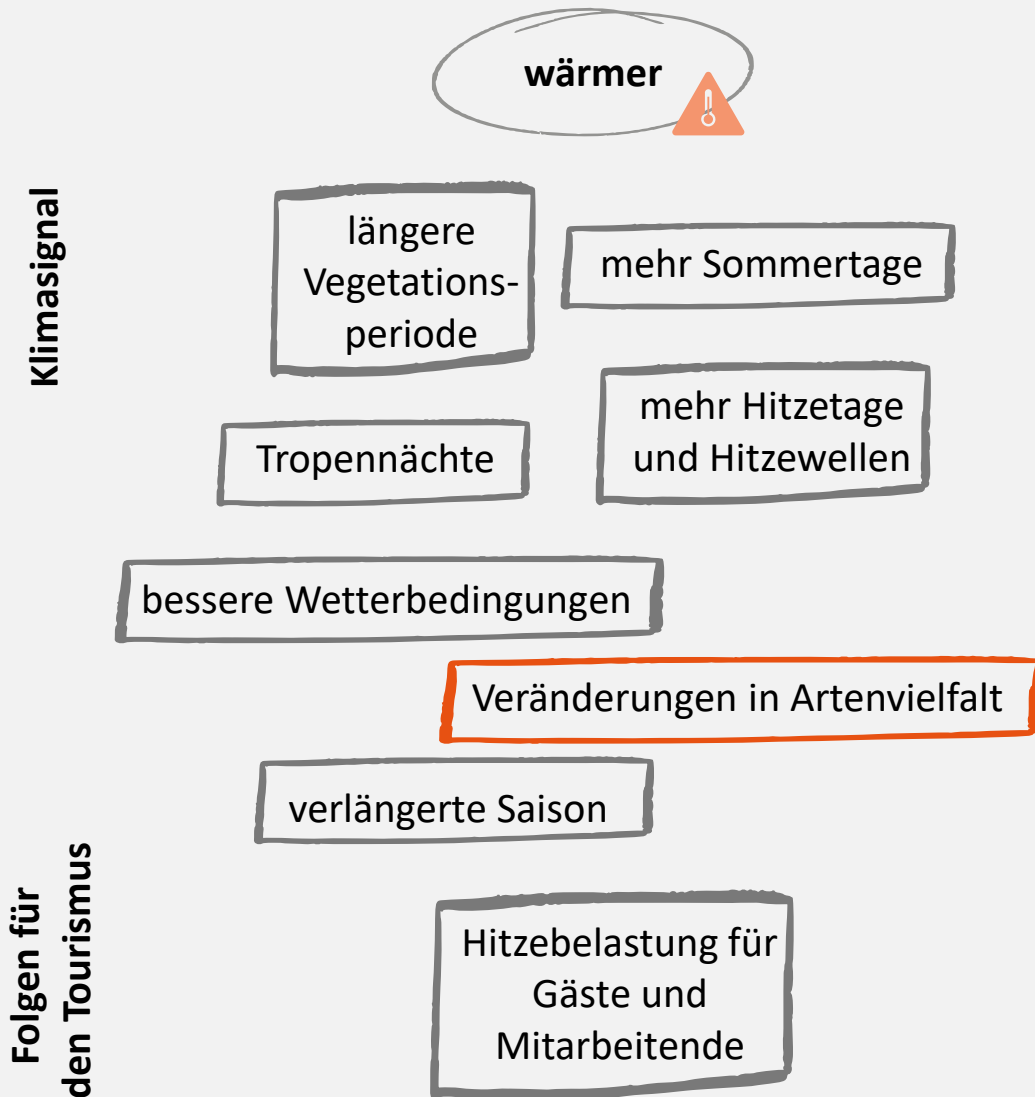 wärmer
Klimasignal
längere
Vegetations-
periode
mehr Sommertage
mehr Hitzetage
und Hitzewellen
Tropennächte
bessere Wetterbedingungen
Veränderungen in Artenvielfalt
verlängerte Saison
Folgen für
den Tourismus
Hitzebelastung für
Gäste und
Mitarbeitende